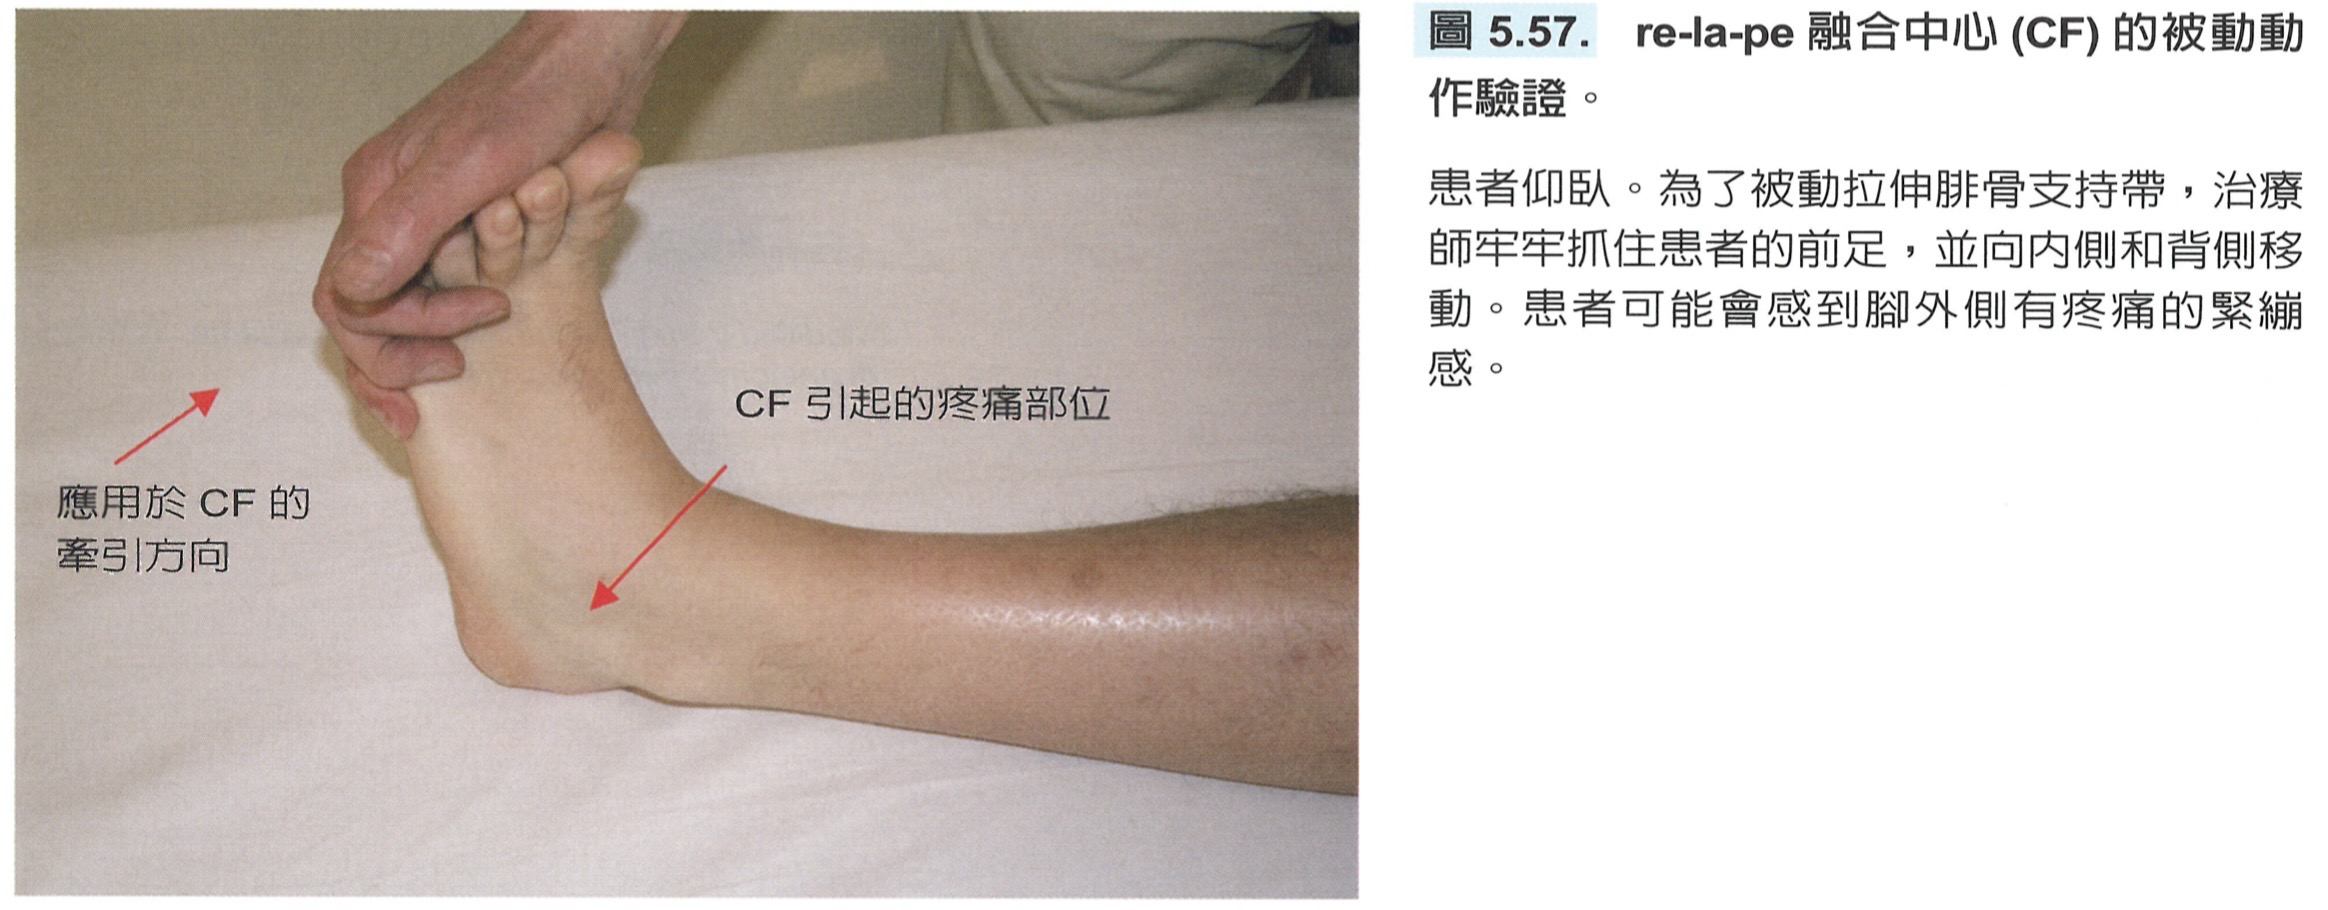 圖 5.57. re-la-pe 融合中心 (CF) 的被動動
作驗證。
患者仰臥。為了被動拉伸腓骨支持帶，治療
師牢牢抓住患者的前足，並向內側和背側移
動。患者可能會感到腳外側有疼痛的緊繃
感。
CF 引起的疼痛部位
應用於 CF 的
牽引方向